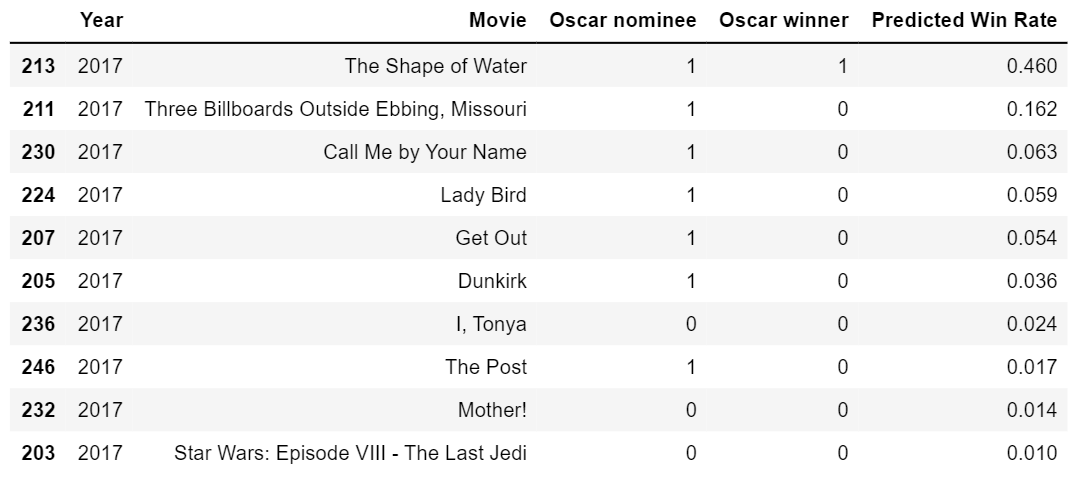 Year Movie Oscar nominee Oscar winner Predicted Win Rate
213 2017 The Shape of Water 1 1 0.460
211 2017 Three Billboards Outside Ebbing, Missouri 1 0 0.162
230 2017 Call Me by Your Name 1 0 0.063
224 2017 Lady Bird 1 0 0.059
207 2017 Get Out 1 0 0.054
205 2017 Dunkirk 1 0 0.036
236 2017 I, Tonya 0 0 0.024
246 2017 The Post 1 0 0.017
232 2017 Mother! 0 0 0.014
203 2017 Star Wars: Episode VIII - The Last Jedi 0 0 0.010